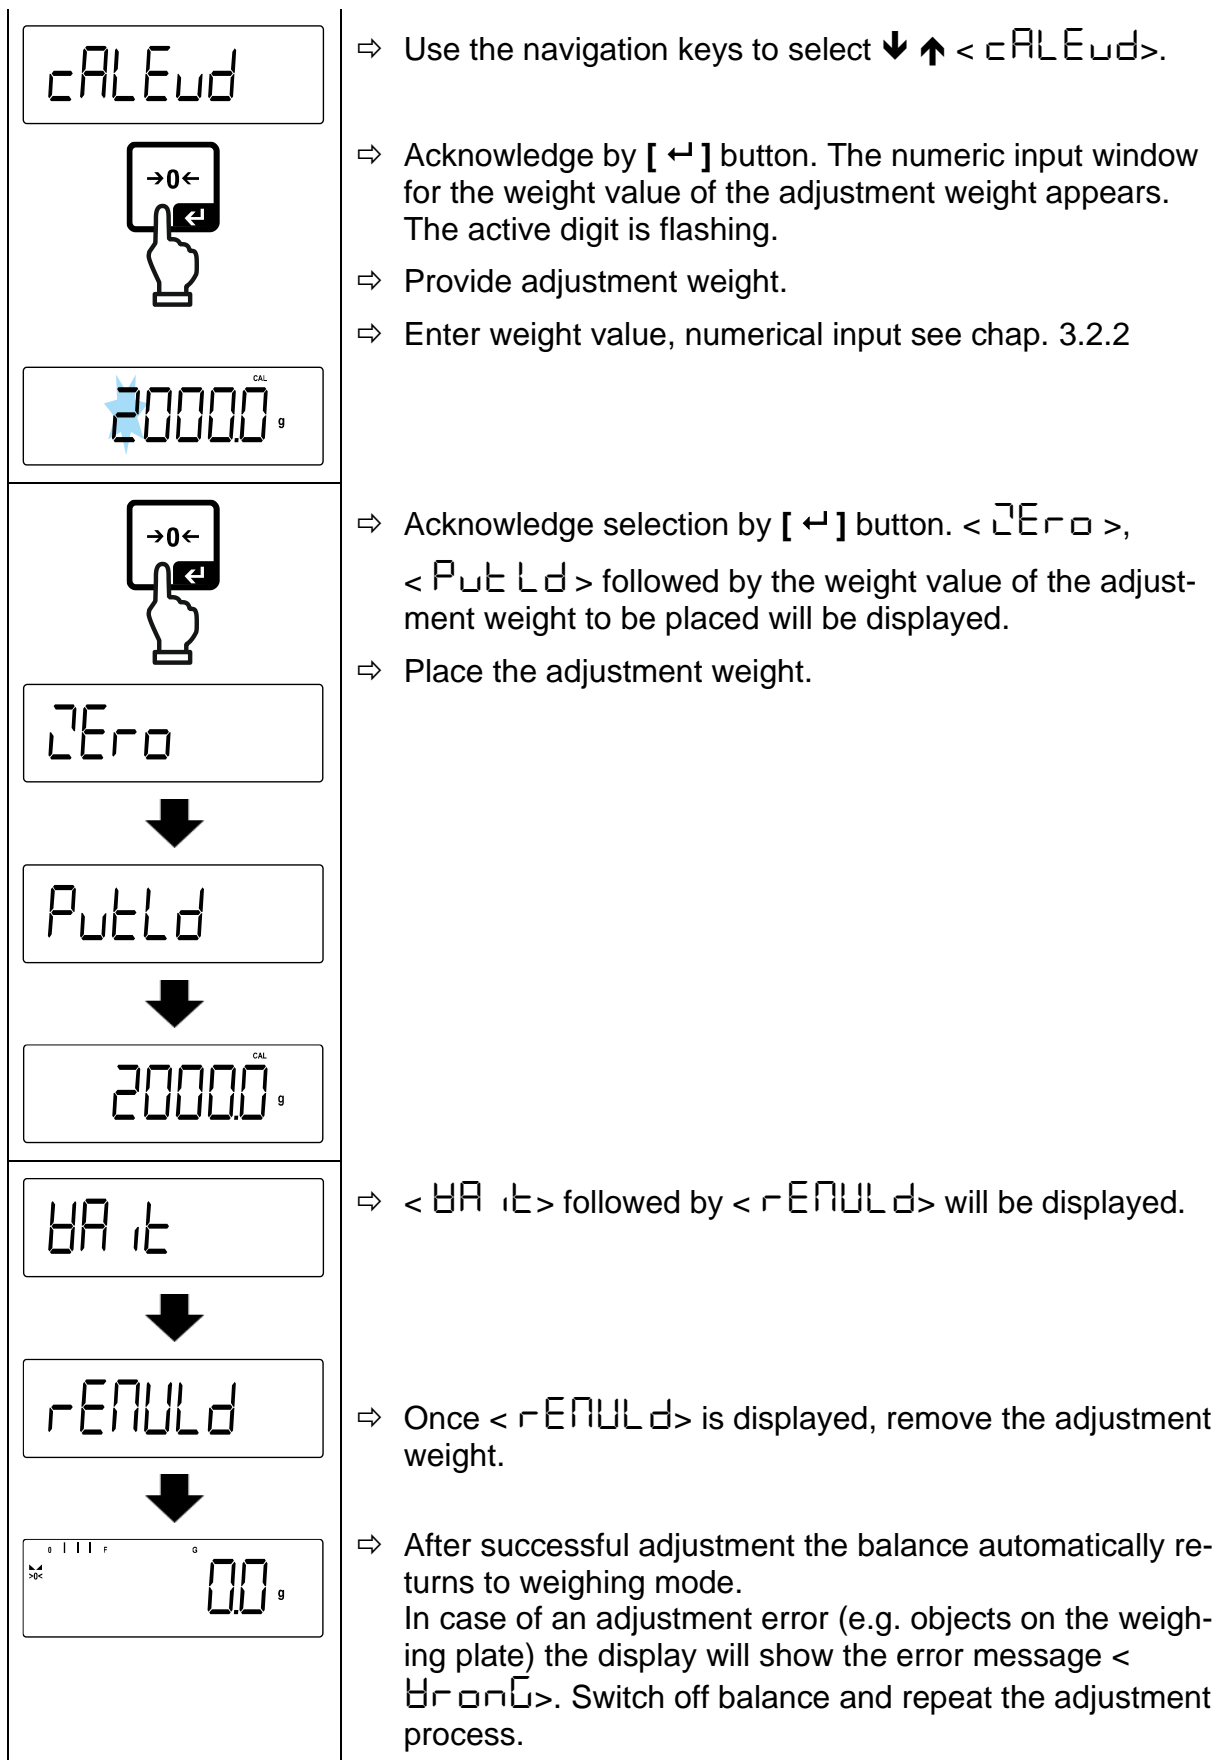 cALEud
⇨ Use the navigation keys to select 🡫 🡩 < cALEud>.
→0←
⇨ Acknowledge by [ ↵ ] button. The numeric input window
for the weight value of the adjustment weight appears.
The active digit is flashing.
⇨ Provide adjustment weight.
⇨ Enter weight value, numerical input see chap. 3.2.2
CAL
2000.0 g
→0←
⇨ Acknowledge selection by [ ↵ ] button. < ZEro >,
< Put Ld > followed by the weight value of the adjust-
ment weight to be placed will be displayed.
⇨ Place the adjustment weight.
ZEro
PutLd
CAL
2000.0 g
WA it
⇨ < WA it> followed by < rEMULd> will be displayed.
rEMULd
⇨ Once < rEMULd> is displayed, remove the adjustment
weight.
0 F G
>0<
0.0 g
⇨ After successful adjustment the balance automatically re-
turns to weighing mode.
In case of an adjustment error (e.g. objects on the weigh-
ing plate) the display will show the error message <
WronG>. Switch off balance and repeat the adjustment
process.